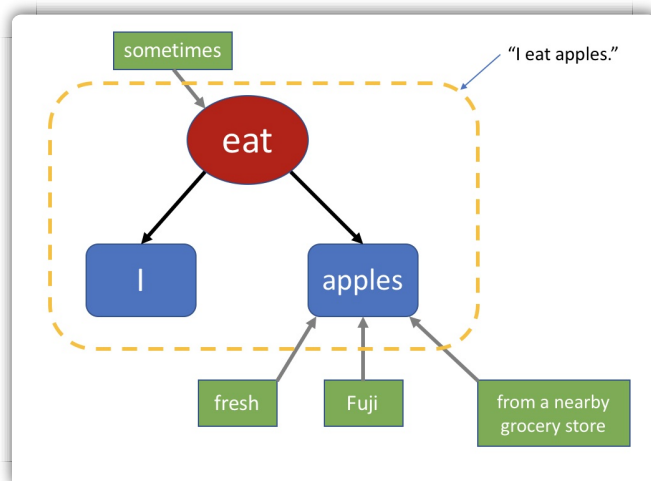 sometimes
“I eat apples.”
eat
I
apples
fresh
Fuji
from a nearby
grocery store